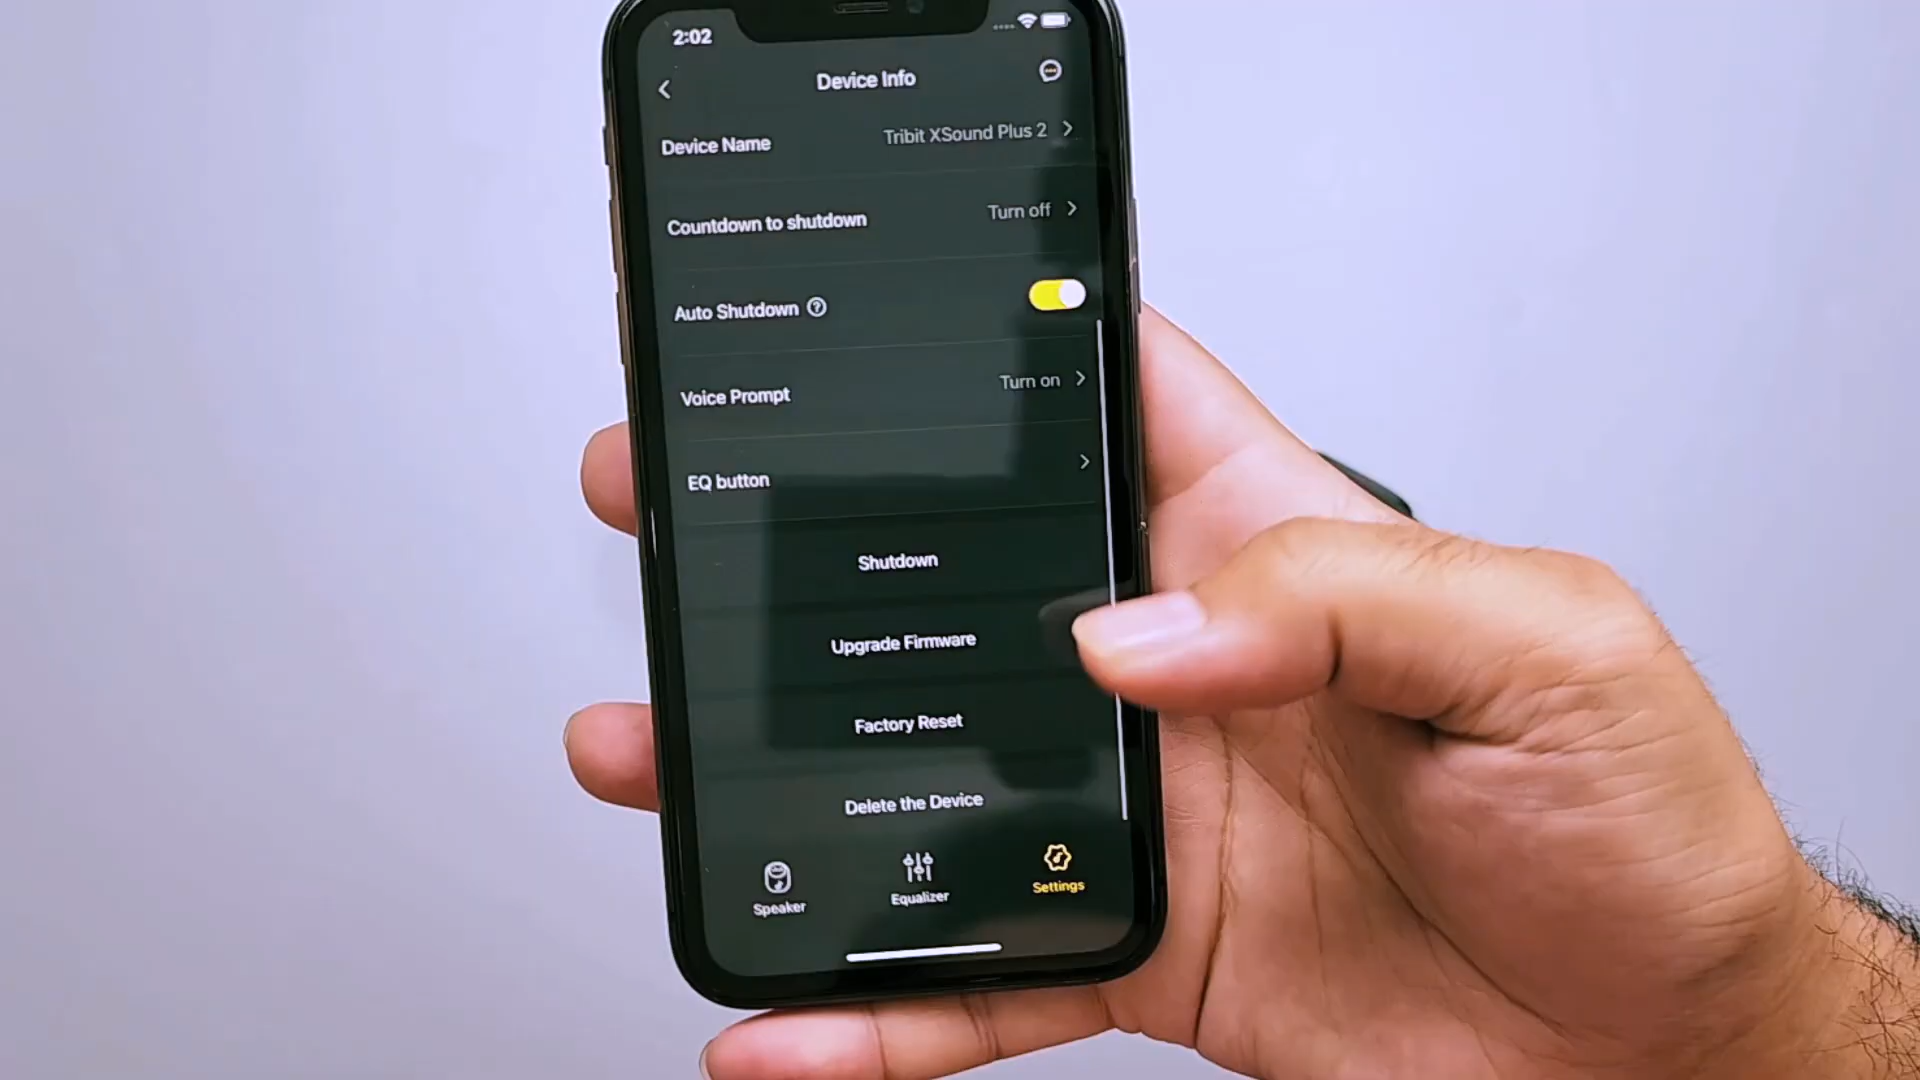 2:02
Device Info
Device Name Tribit XSound Plus 2
Countdown to shutdown Turn off
Auto Shutdown
Voice Prompt Turn on
EQ button
Shutdown
Upgrade Firmware
Factory Reset
Delete the Device
Speaker Equalizer Settings